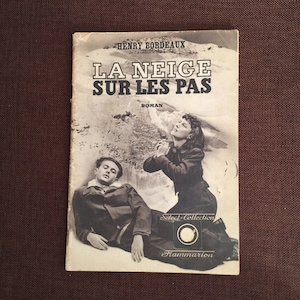 HENRY BORDEAUX
LA NEIGE
SUR LES PAS
ROMAN
Select-Collection
Flammarion